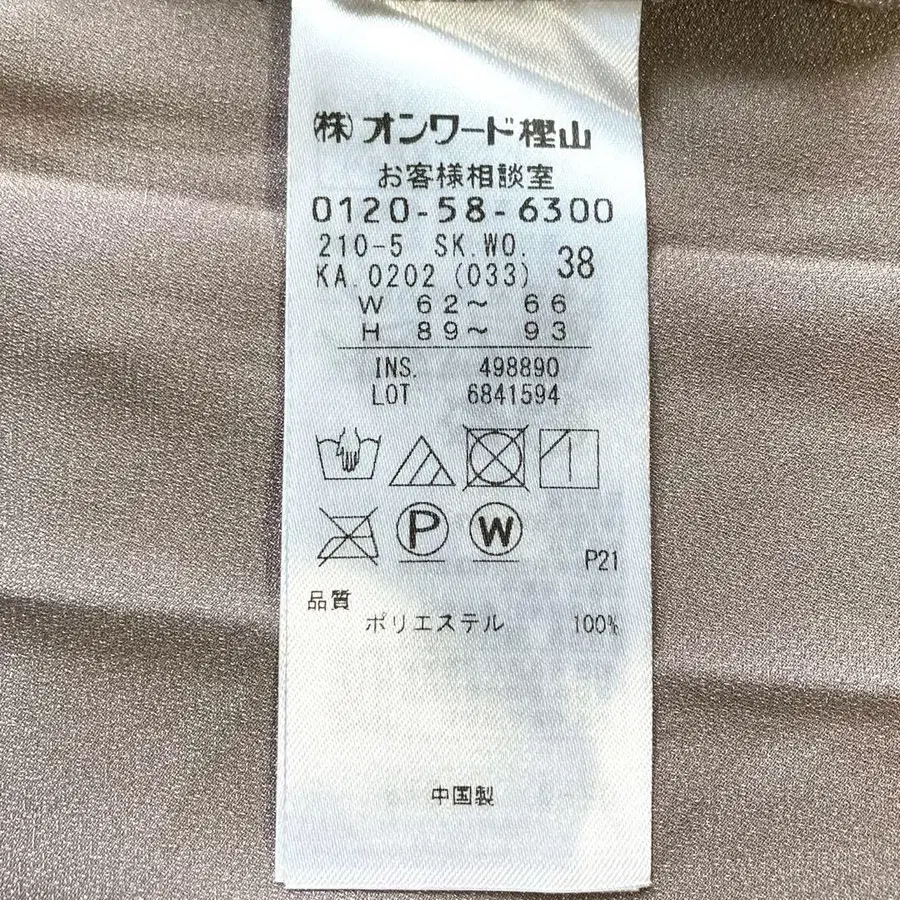 (株)オンワード樫山
お客様相談室
0120-58-6300
210-5 SK.WO.
KA.0202 (033) 38
W 62〜 66
H 89〜 93
INS. 498890
LOT 6841594
P W
P21
品質
ポリエステル 100%
中国製